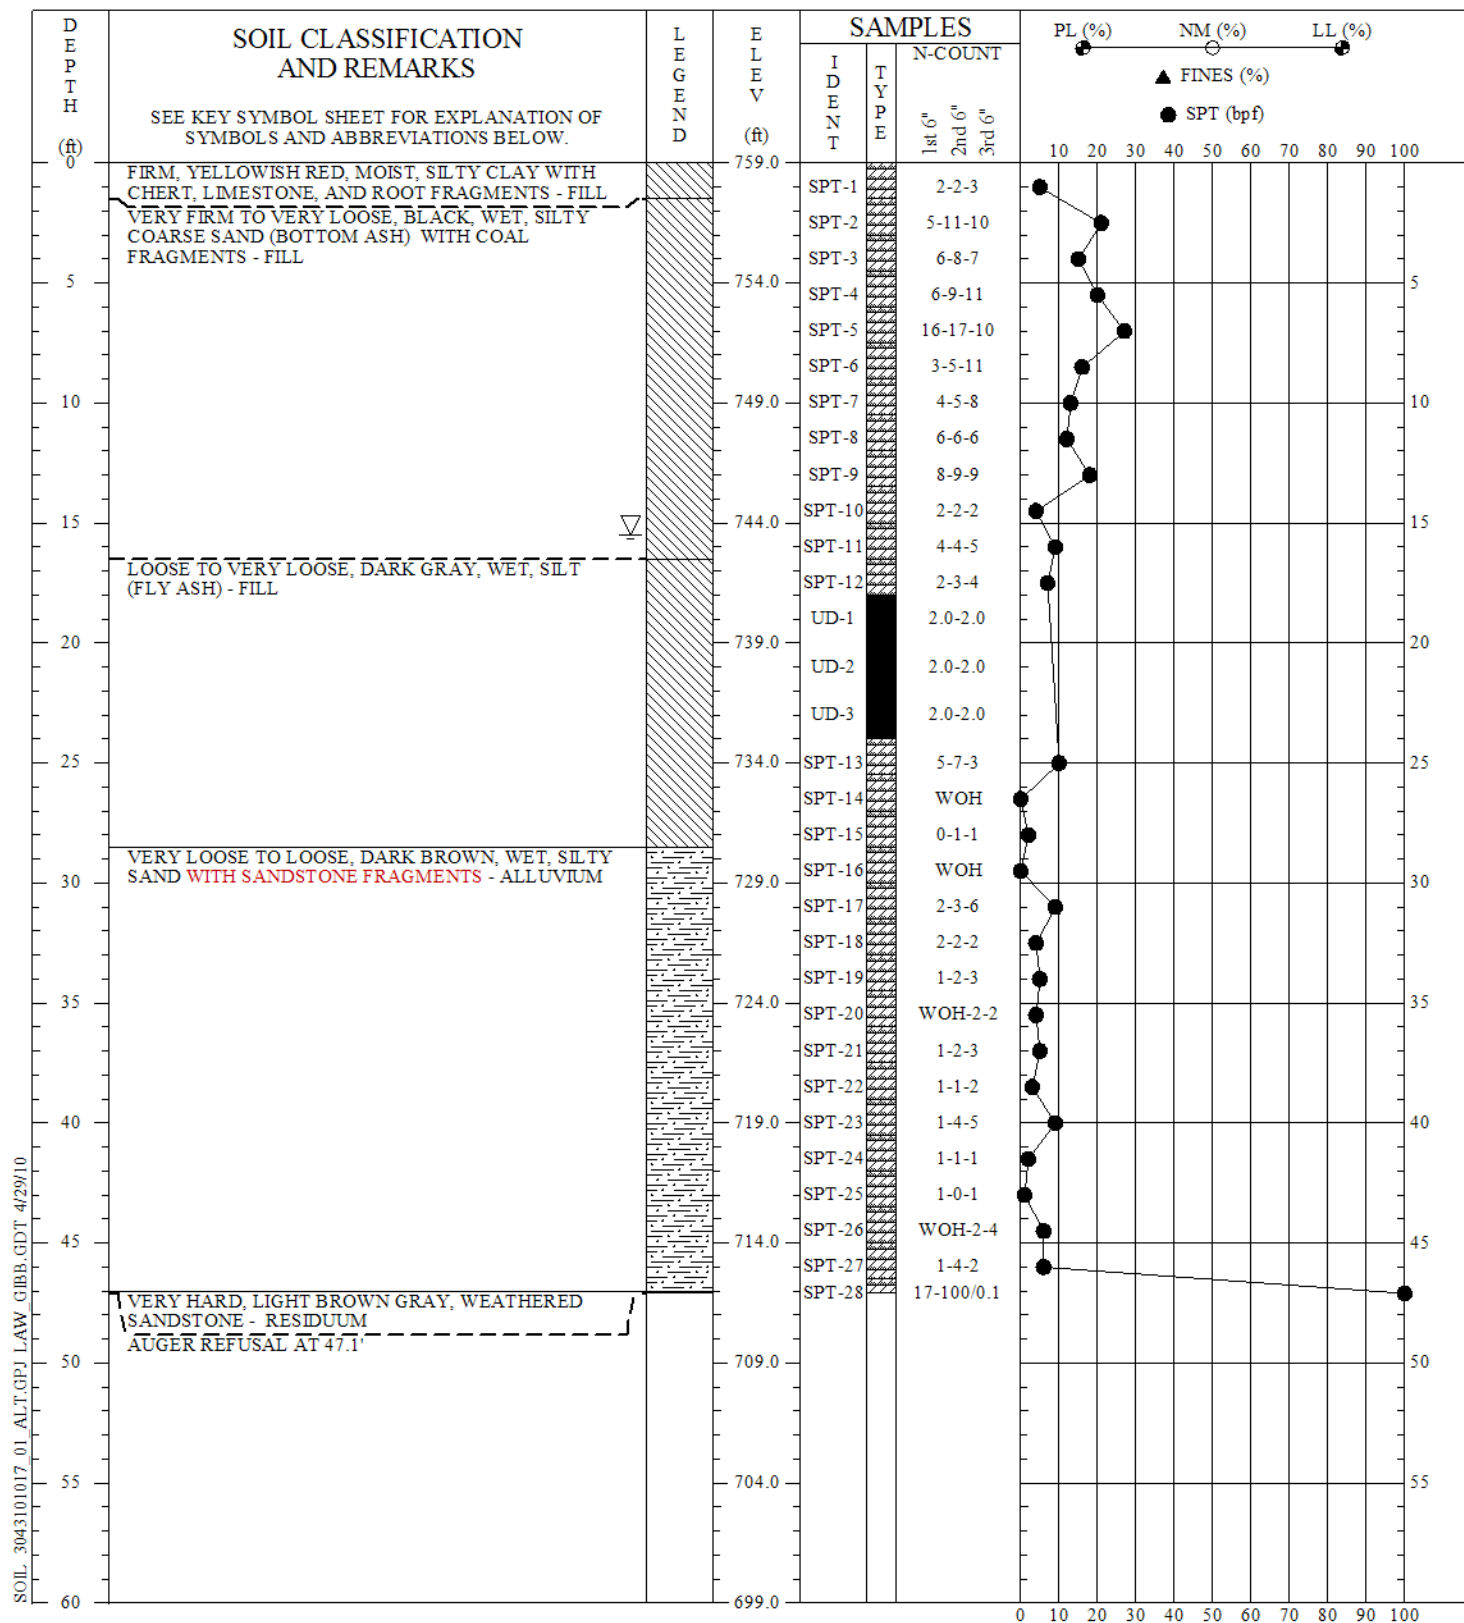 DEPTH
(ft)
SOIL CLASSIFICATION
AND REMARKS
SEE KEY SYMBOL SHEET FOR EXPLANATION OF
SYMBOLS AND ABBREVIATIONS BELOW.
LEGEND
ELEV
(ft)
SAMPLES
IDENT
TYPE
N-COUNT
1st 6"
2nd 6"
3rd 6"
PL (%) NM (%) LL (%)
FINES (%)
SPT (bpf)
10 20 30 40 50 60 70 80 90 100
0 759.0
FIRM, YELLOWISH RED, MOIST, SILTY CLAY WITH
CHERT, LIMESTONE, AND ROOT FRAGMENTS - FILL
SPT-1 2-2-3
VERY FIRM TO VERY LOOSE, BLACK, WET, SILTY
COARSE SAND (BOTTOM ASH) WITH COAL
FRAGMENTS - FILL
SPT-2 5-11-10
SPT-3 6-8-7
5 754.0 5
SPT-4 6-9-11
SPT-5 16-17-10
SPT-6 3-5-11
10 749.0 SPT-7 4-5-8 10
SPT-8 6-6-6
SPT-9 8-9-9
SPT-10 2-2-2
15 744.0 15
SPT-11 4-4-5
LOOSE TO VERY LOOSE, DARK GRAY, WET, SILT
(FLY ASH) - FILL
SPT-12 2-3-4
UD-1 2.0-2.0
20 739.0 20
UD-2 2.0-2.0
UD-3 2.0-2.0
25 734.0 SPT-13 5-7-3 25
SPT-14 WOH
SPT-15 0-1-1
VERY LOOSE TO LOOSE, DARK BROWN, WET, SILTY
SAND WITH SANDSTONE FRAGMENTS - ALLUVIUM
SPT-16 WOH
30 729.0 30
SPT-17 2-3-6
SPT-18 2-2-2
SPT-19 1-2-3
35 724.0 35
SPT-20 WOH-2-2
SPT-21 1-2-3
SPT-22 1-1-2
40 719.0 SPT-23 1-4-5 40
SPT-24 1-1-1
SPT-25 1-0-1
SPT-26 WOH-2-4
45 714.0 45
SPT-27 1-4-2
SPT-28 17-100/0.1
VERY HARD, LIGHT BROWN GRAY, WEATHERED
SANDSTONE - RESIDUUM
AUGER REFUSAL AT 47.1'
50 709.0 50
55 704.0 55
60 699.0
0 10 20 30 40 50 60 70 80 90 100
SOIL 3043101017_01_ALT.GPJ LAW_GIBB.GDT 4/29/10